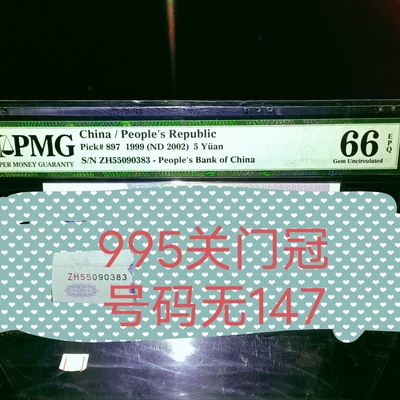 PMG
PAPER MONEY GUARANTY
China / People's Republic
Pick# 897 1999 (ND 2002) 5 Yüan
S/N ZH55090383 - People's Bank of China
66 EPQ
Gem Uncirculated
995关门冠
ZH55090383
号码无147